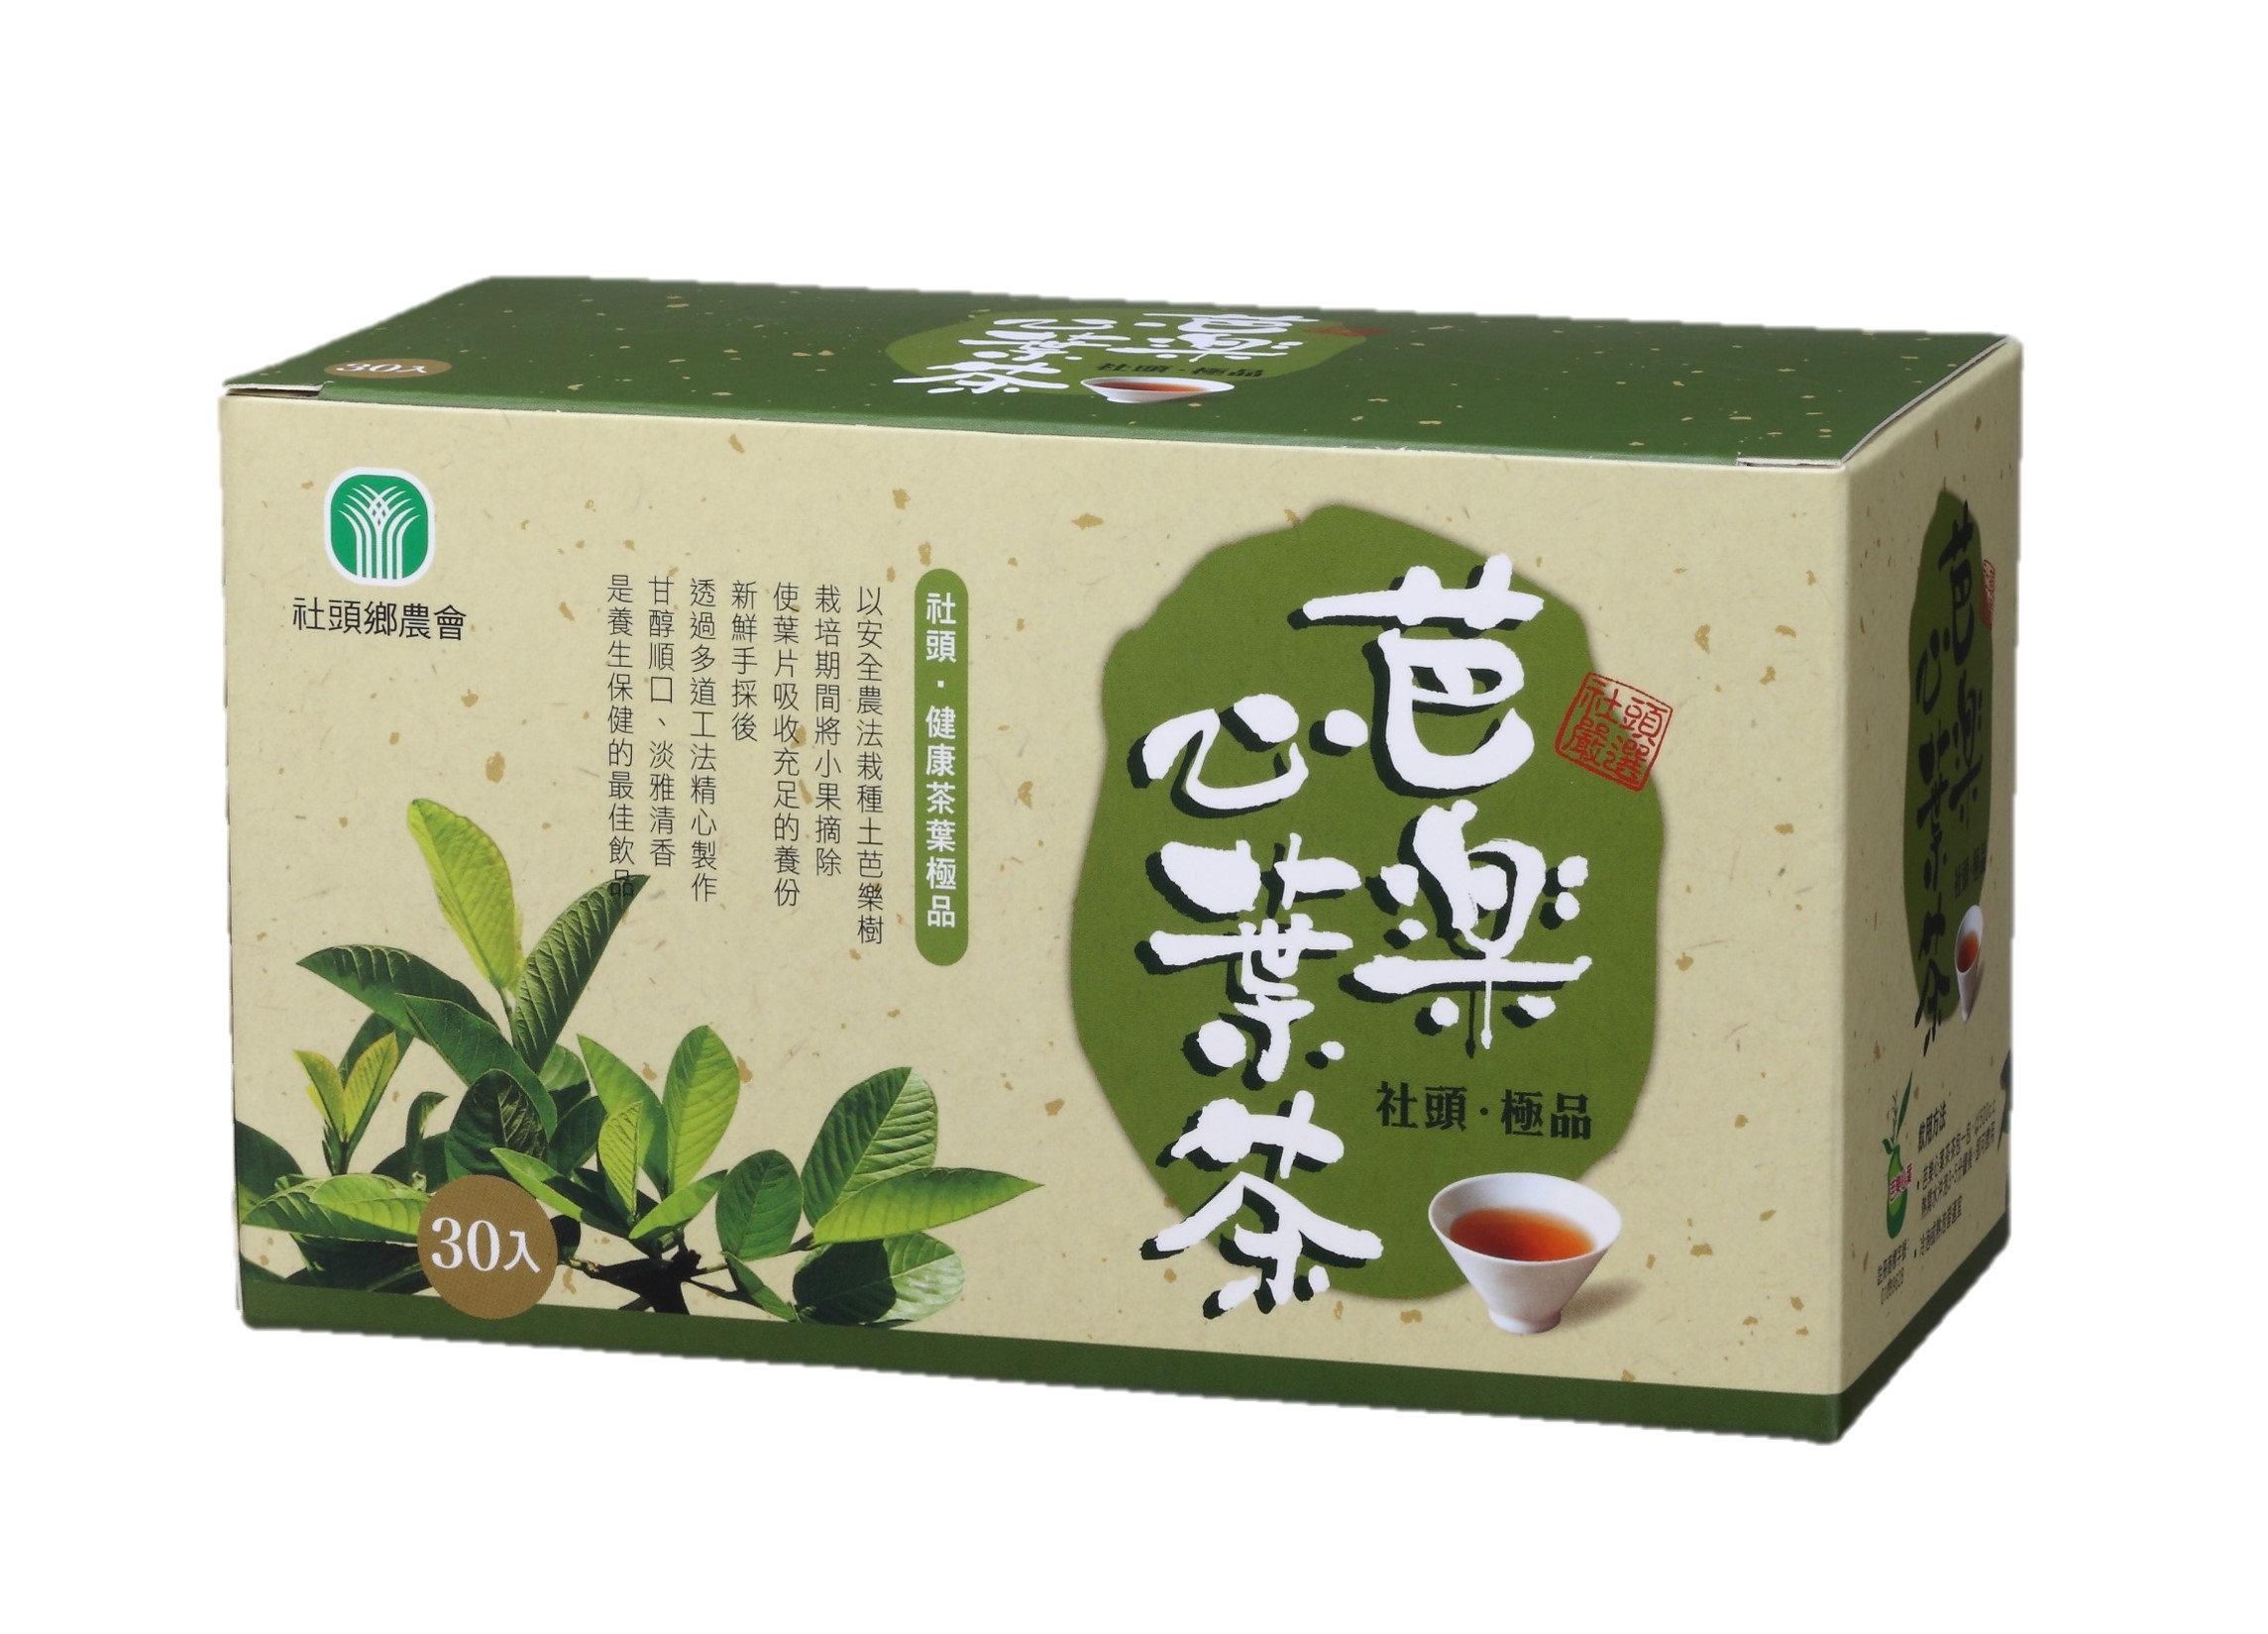 30入
芭樂
心葉茶
社頭·極品
社頭鄉農會
芭樂
心葉茶
社頭嚴選
社頭·極品
社頭·健康茶葉極品
以安全農法栽種土芭樂樹
栽培期間將小果摘除
使葉片吸收充足的養份
新鮮手採後
透過多道工法精心製作
甘醇順口、淡雅清香
是養生保健的最佳飲品
30入
芭樂
心葉茶
社頭·極品
飲用方法